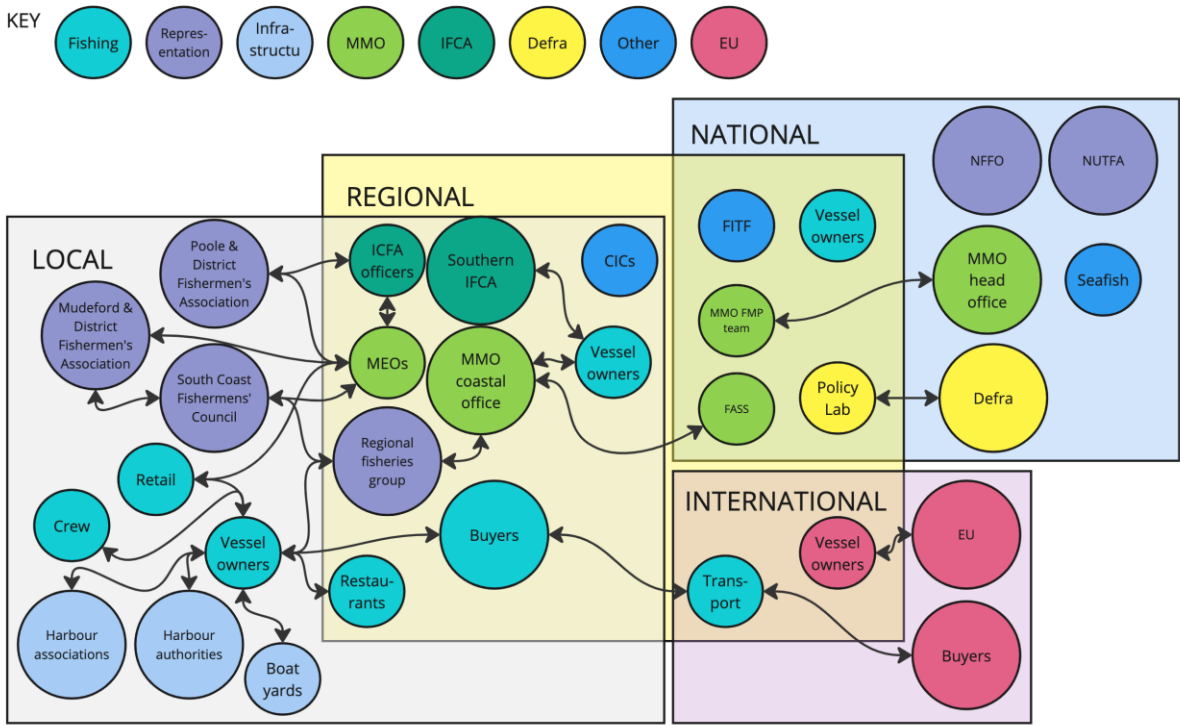 KEY
Fishing
Repres-
entation
Infra-
structu
MMO
IFCA
Defra
Other
EU
NATIONAL
NFFO
NUTFA
REGIONAL
FITF
Vessel
owners
LOCAL
Poole &
District
Fishermen's
Association
ICFA
officers
Southern
IFCA
CICs
MMO
head
office
Seafish
Mudeford &
District
Fishermen's
Association
MMO FMP
team
MEOs
MMO
coastal
office
Vessel
owners
South Coast
Fishermens'
Council
FASS
Policy
Lab
Defra
Regional
fisheries
group
Retail
INTERNATIONAL
Crew
Vessel
owners
Buyers
Vessel
owners
EU
Restau-
rants
Trans-
port
Harbour
associations
Harbour
authorities
Boat
yards
Buyers